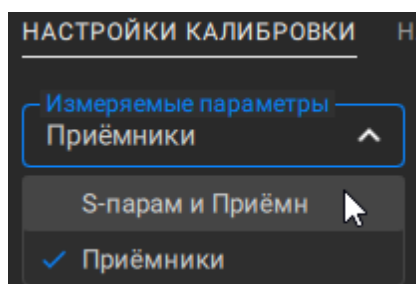 НАСТРОЙКИ КАЛИБРОВКИ Н
Измеряемые параметры
Приёмники
S-парам и Приёмн
Приёмники